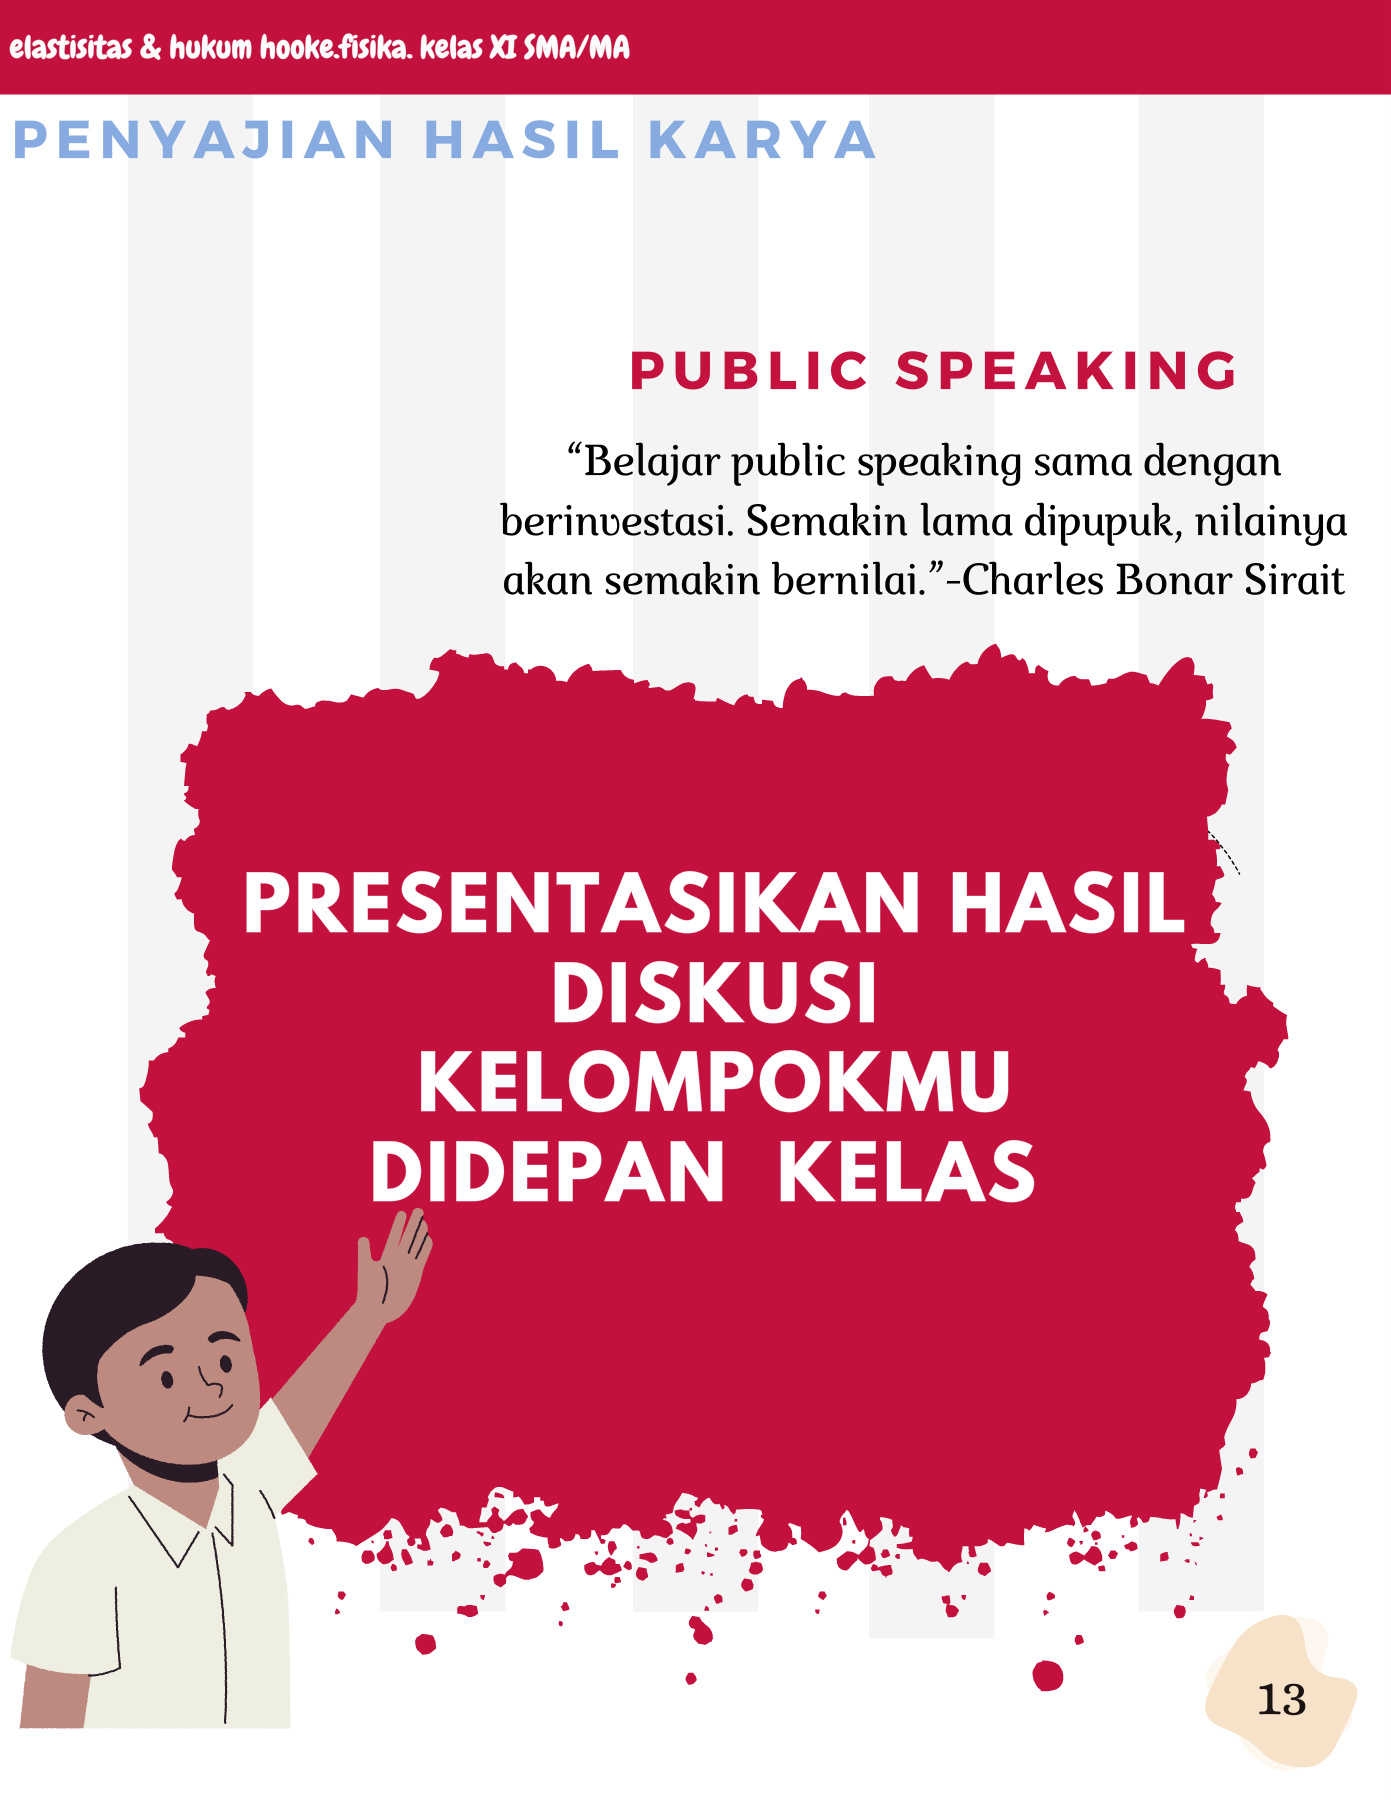 elastisitas & hukum hooke.fisika. kelas XI SMA/MA
PENYAJIAN HASIL KARYA
PUBLIC SPEAKING
“Belajar public speaking sama dengan
berinvestasi. Semakin lama dipupuk, nilainya
akan semakin bernilai.”-Charles Bonar Sirait
PRESENTASIKAN HASIL
DISKUSI
KELOMPOKMU
DIDEPAN KELAS
13